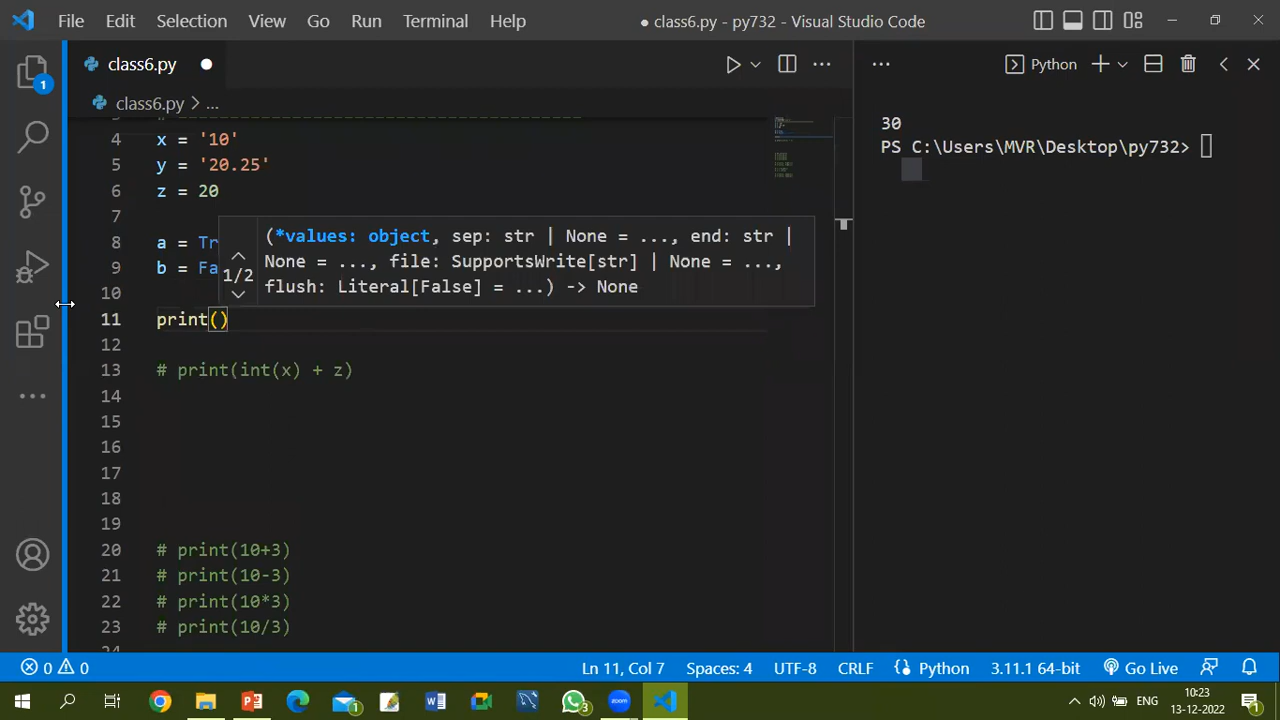 File Edit Selection View Go Run Terminal Help ● class6.py - py732 - Visual Studio Code
1
class6.py
Python
class6.py > ...
4 x = '10'
5 y = '20.25'
6 z = 20
7
8 a = Tr
9 b = Fa
10
(*values: object, sep: str | None = ..., end: str |
1/2 None = ..., file: SupportsWrite[str] | None = ...,
flush: Literal[False] = ...) -> None
11 print()
12
13 # print(int(x) + z)
14
15
16
17
18
19
20 # print(10+3)
21 # print(10-3)
22 # print(10*3)
23 # print(10/3)
30
PS C:\Users\MVR\Desktop\py732>
0 0 Ln 11, Col 7 Spaces: 4 UTF-8 CRLF Python 3.11.1 64-bit Go Live
1 3 zoom ENG 10:23
13-12-2022 1